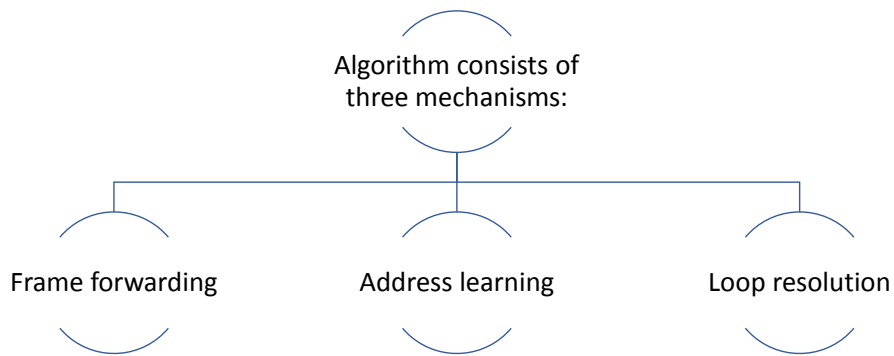 Algorithm consists of
three mechanisms:
Frame forwarding
Address learning
Loop resolution